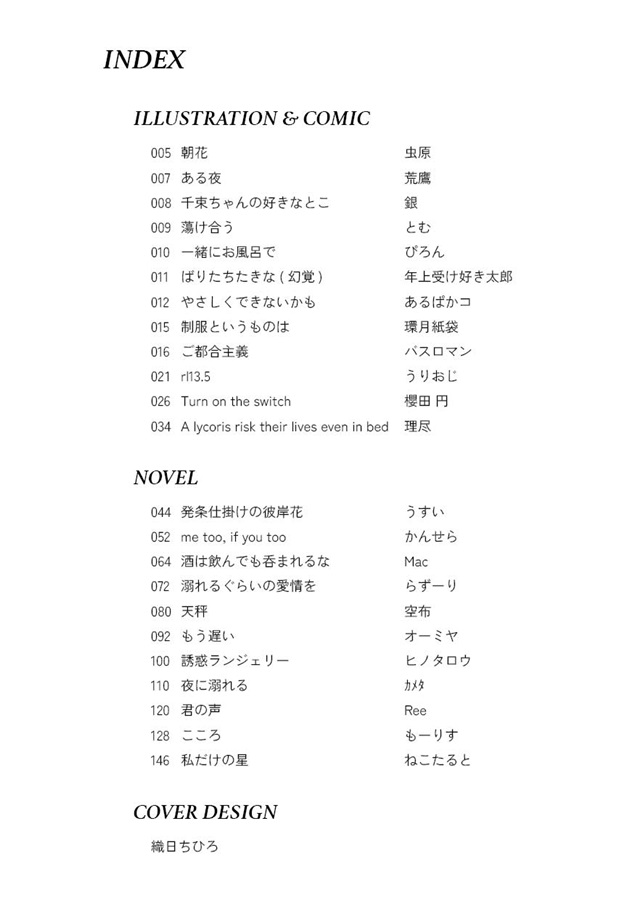 INDEX
ILLUSTRATION & COMIC
005 朝花 虫原
007 ある夜 荒鷹
008 千束ちゃんの好きなとこ 銀
009 蕩け合う とむ
010 一緒にお風呂で ぴろん
011 ばりたちたきな ( 幻覚 ) 年上受け好き太郎
012 やさしくできないかも あるぱかコ
015 制服というものは 環月紙袋
016 ご都合主義 バスロマン
021 rl13.5 うりおじ
026 Turn on the switch 櫻田 円
034 A lycoris risk their lives even in bed 理尽
NOVEL
044 発条仕掛けの彼岸花 うすい
052 me too, if you too かんせら
064 酒は飲んでも呑まれるな Mac
072 溺れるぐらいの愛情を らずーり
080 天秤 空布
092 もう遅い オーミヤ
100 誘惑ランジェリー ヒノタロウ
110 夜に溺れる ｶﾒﾀ
120 君の声 Ree
128 こころ もーりす
146 私だけの星 ねこたると
COVER DESIGN
織日ちひろ